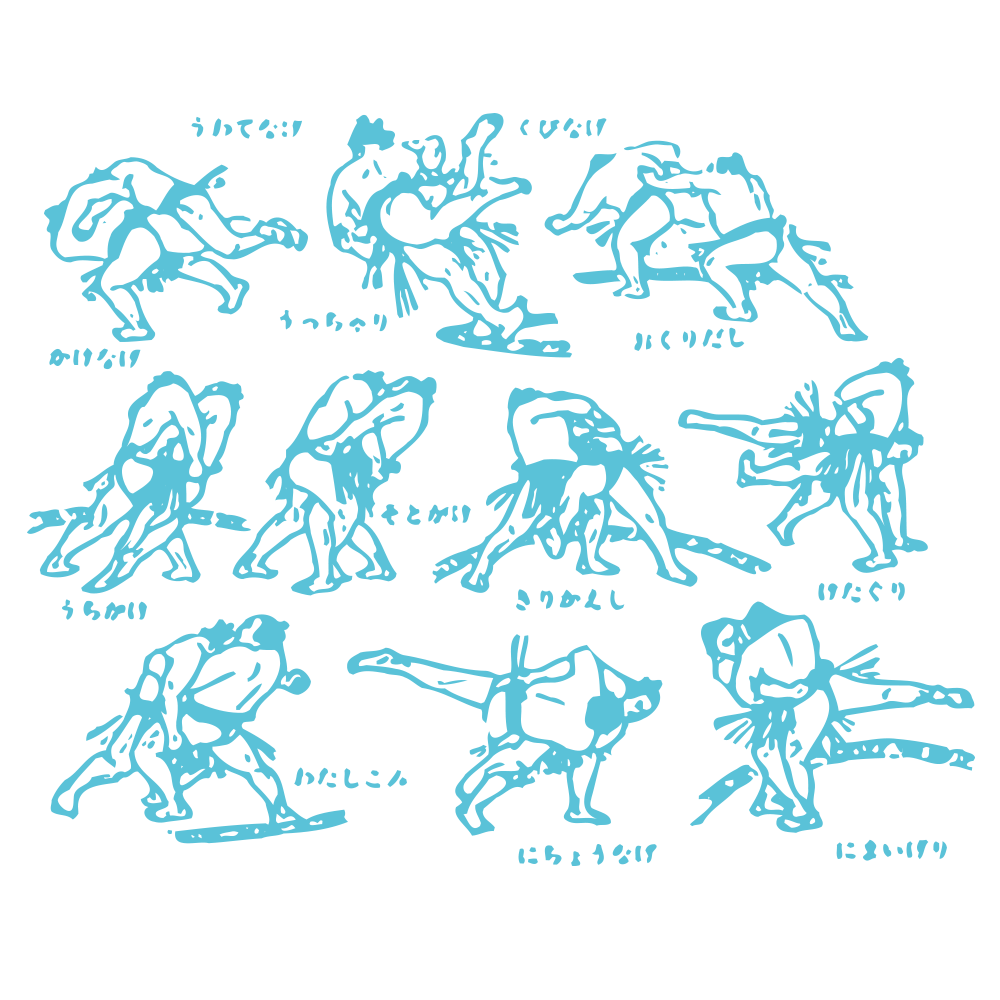 うわてなげ
くびなげ
うっちゃり
おくりだし
かけなげ
そとがけ
うちがけ
きりかえし
けたぐり
わたしこみ
にちょうなげ
にまいけり